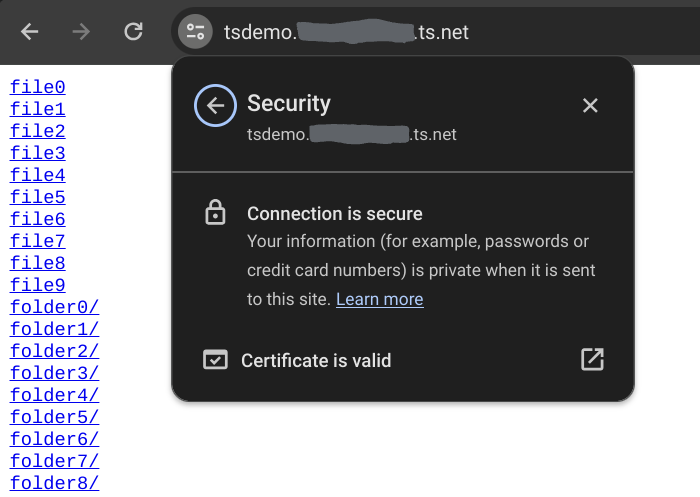 tsdemo. .ts.net
Security
tsdemo. .ts.net
Connection is secure
Your information (for example, passwords or
credit card numbers) is private when it is sent
to this site. Learn more
Certificate is valid
file0
file1
file2
file3
file4
file5
file6
file7
file8
file9
folder0/
folder1/
folder2/
folder3/
folder4/
folder5/
folder6/
folder7/
folder8/